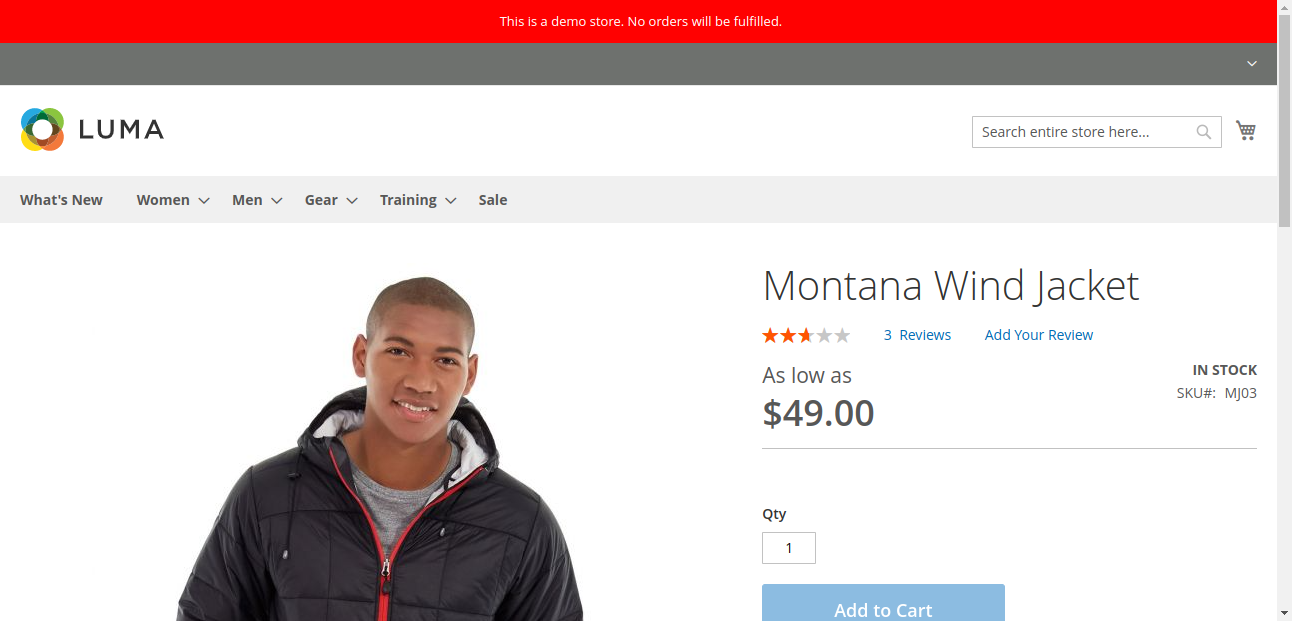 This is a demo store. No orders will be fulfilled.
LUMA
Search entire store here...
What's New Women Men Gear Training Sale
Montana Wind Jacket
3 Reviews Add Your Review
As low as
$49.00
IN STOCK
SKU#: MJ03
Qty
1
Add to Cart